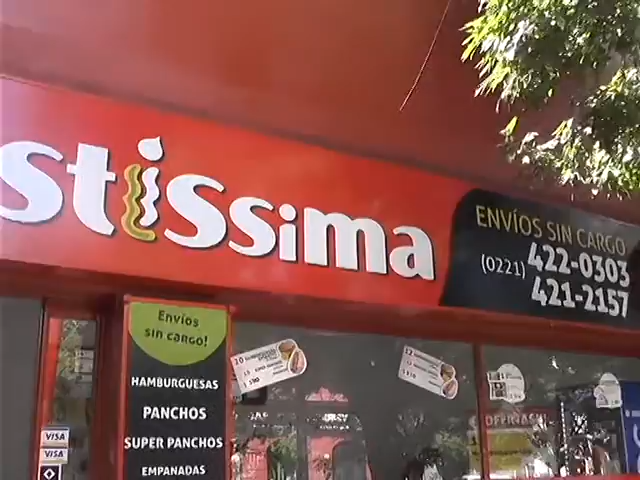 stissima
ENVÍOS SIN CARGO
(0221) 422-0303
421-2157
Envíos
sin cargo!
HAMBURGUESAS
PANCHOS
SUPER PANCHOS
EMPANADAS
VISA
VISA